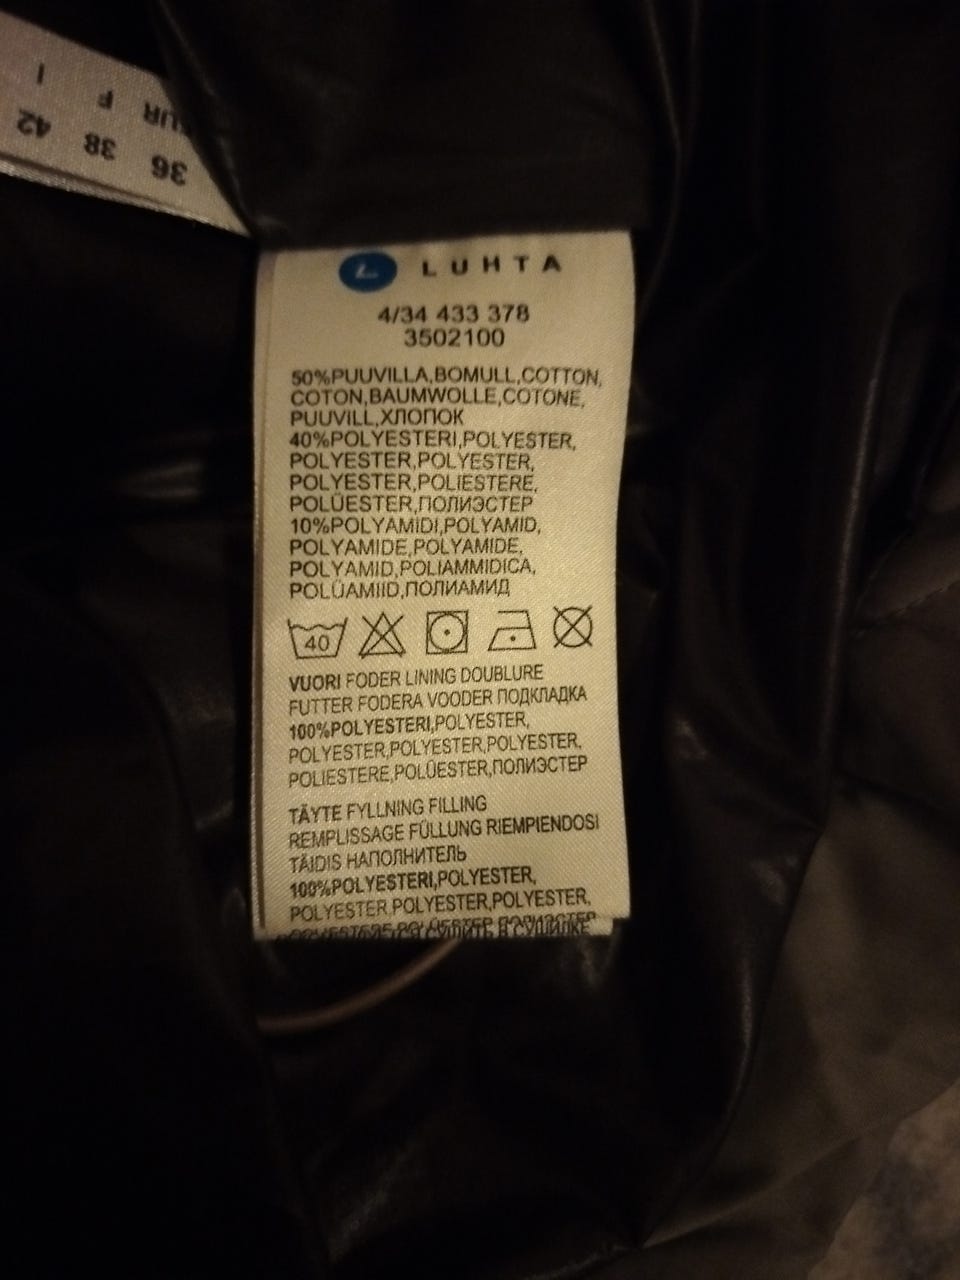 EUR F I
36 38 42
LUHTA
4/34 433 378
3502100
50%PUUVILLA,BOMULL,COTTON,
COTON,BAUMWOLLE,COTONE,
PUUVILL,ХЛОПОК
40%POLYESTERI,POLYESTER,
POLYESTER,POLYESTER,
POLYESTER,POLIESTERE,
POLÜESTER,ПОЛИЭСТЕР
10%POLYAMIDI,POLYAMID,
POLYAMIDE,POLYAMIDE,
POLYAMID,POLIAMMIDICA,
POLÜAMIID,ПОЛИАМИД
40
VUORI FODER LINING DOUBLURE
FUTTER FODERA VOODER ПОДКЛАДКА
100%POLYESTERI,POLYESTER,
POLYESTER,POLYESTER,POLYESTER,
POLIESTERE,POLÜESTER,ПОЛИЭСТЕР
TÄYTE FYLLNING FILLING
REMPLISSAGE FÜLLUNG RIEMPIENDOSI
TÄIDIS НАПОЛНИТЕЛЬ
100%POLYESTERI,POLYESTER,
POLYESTER,POLYESTER,POLYESTER,
СУШИТЬ В СУШИЛКЕ